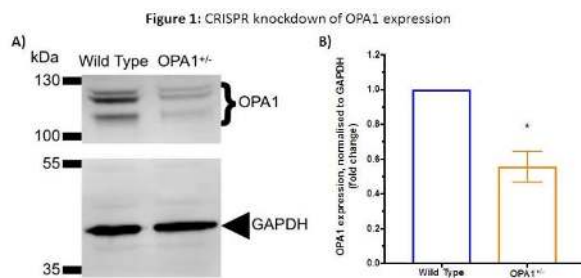 Figure 1: CRISPR knockdown of OPA1 expression
A)
kDa
Wild Type OPA1+/-
130
OPA1
100
55
GAPDH
35
B)
OPA1 expression, normalised to GAPDH
(fold change)
1.2
1.0
0.8
0.6
0.4
0.2
0.0
*
Wild Type OPA1+/-